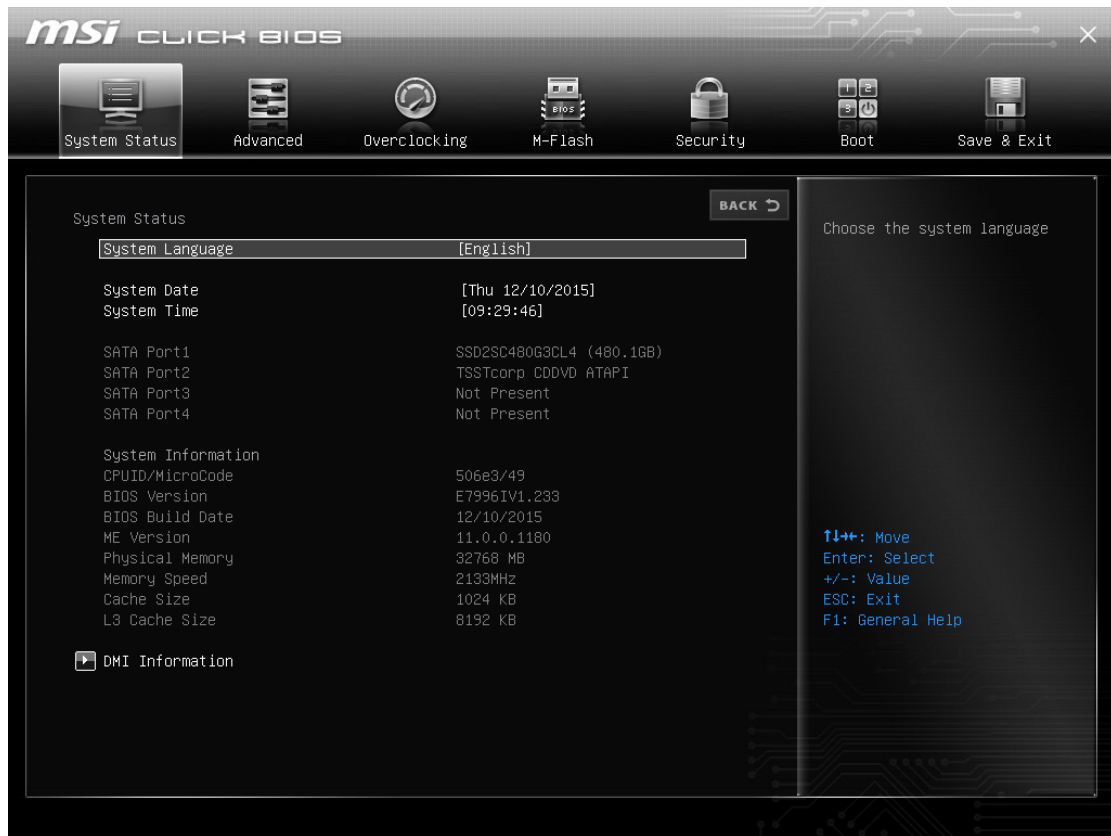 msi CLICK BIOS
System Status Advanced Overclocking M-Flash Security Boot Save & Exit
BIOS
1 2
3
BACK
System Status
Choose the system language
System Language [English]
System Date [Thu 12/10/2015]
System Time [09:29:46]
SATA Port1 SSD2SC480G3CL4 (480.1GB)
SATA Port2 TSSTcorp CDDVD ATAPI
SATA Port3 Not Present
SATA Port4 Not Present
System Information
CPUID/MicroCode 506e3/49
BIOS Version E7996IV1.233
BIOS Build Date 12/10/2015
ME Version 11.0.0.1180
Physical Memory 32768 MB
Memory Speed 2133MHz
Cache Size 1024 KB
L3 Cache Size 8192 KB
DMI Information
↑↓→←: Move
Enter: Select
+/-: Value
ESC: Exit
F1: General Help